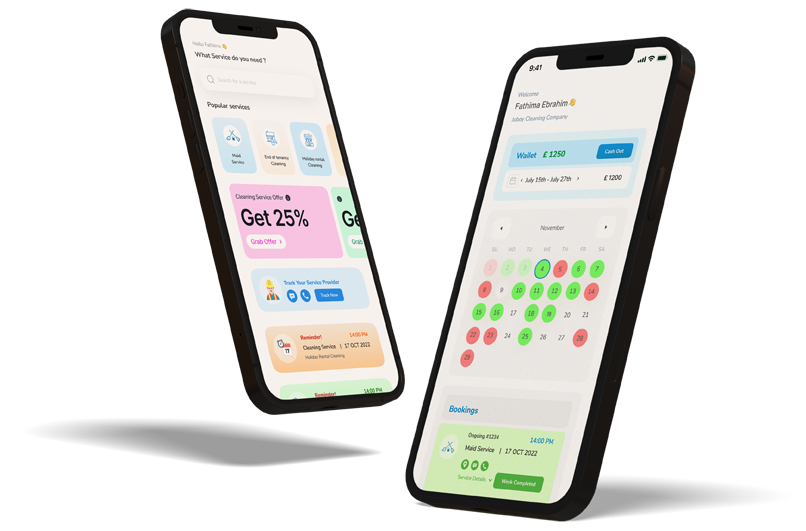 Hello Fathima 👋
What Service do you need ?
Search for a service
Popular services
Maid
Service
End of tenancy
Cleaning
Holiday rental
Cleaning
Cleaning Service Offer
Get 25%
Grab Offer >
Ge
Grab
Track Your Service Provider
Track Now
Reminder!
14:00 PM
Cleaning Service | 17 OCT 2022
Holiday Rental Cleaning
17
Reminder!
14:00 PM
9:41
Welcome
Fathima Ebrahim 👋
Joboy Cleaning Company
Wallet £ 1250
Cash Out
< July 15th - July 27th >
£ 1200
November
SU MO TU WE TH FR SA
1 2 3 4 5 6 7
8 9 10 11 12 13 14
15 16 17 18 19 20 21
22 23 24 25 26 27 28
29
Bookings
Ongoing #1234
14:00 PM
Maid Service | 17 OCT 2022
Service Details
Work Completed